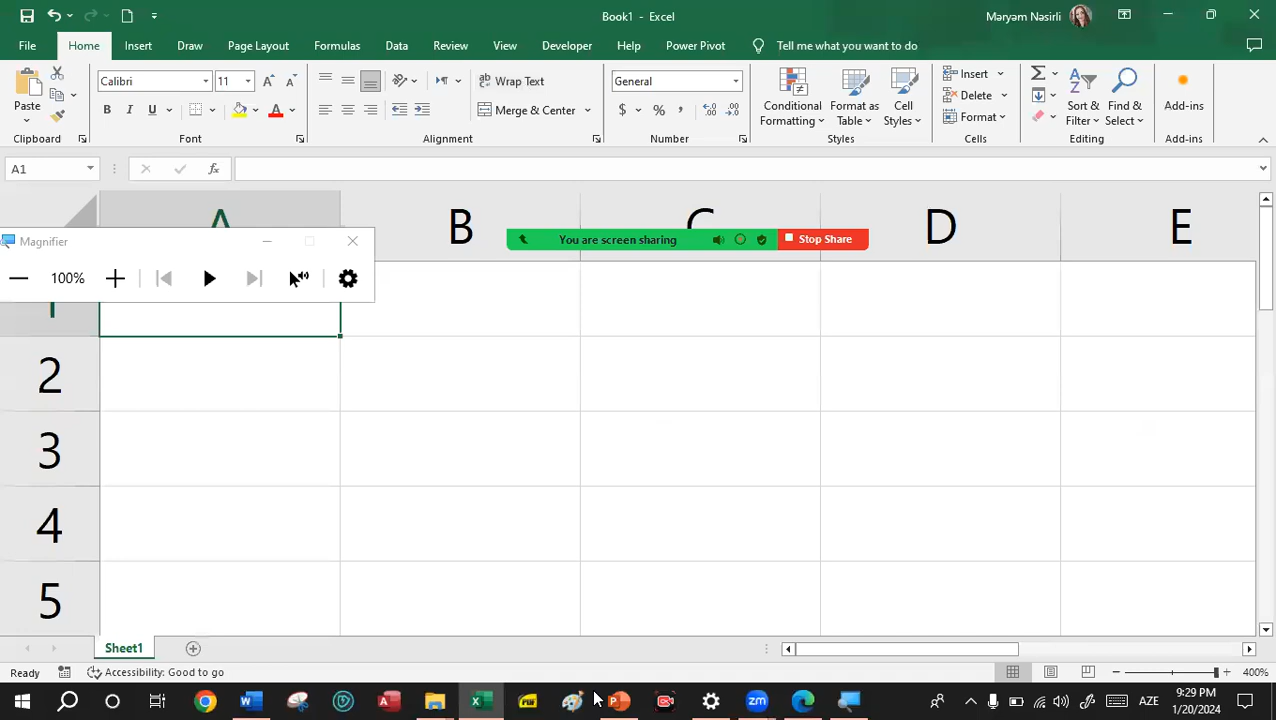 Book1 - Excel
Məryəm Nəsirli
File Home Insert Draw Page Layout Formulas Data Review View Developer Help Power Pivot Tell me what you want to do
Paste
Calibri 11
B I U
Wrap Text
Merge & Center
General
$ % ,
Conditional Formatting
Format as Table
Cell Styles
Insert
Delete
Format
Sort & Filter
Find & Select
Add-ins
Clipboard Font Alignment Number Styles Cells Editing Add-ins
A1 fx
A B C D E
Magnifier
You are screen sharing Stop Share
100%
1
2
3
4
5
Sheet1
Ready Accessibility: Good to go 400%
AZE 9:29 PM
1/20/2024